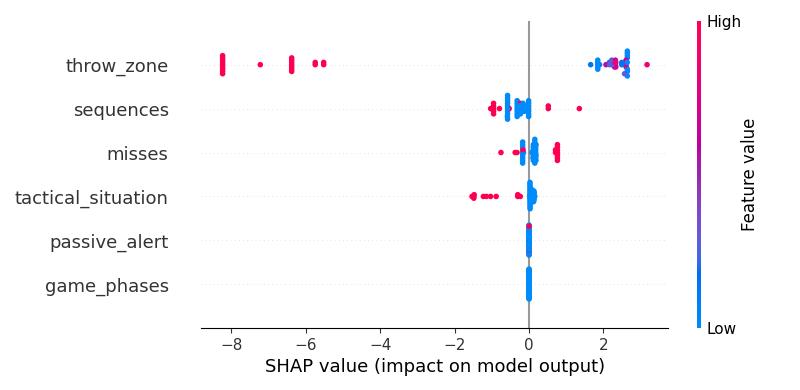 High
throw_zone
sequences
misses
tactical_situation
passive_alert
game_phases
Feature value
Low
−8 −6 −4 −2 0 2
SHAP value (impact on model output)